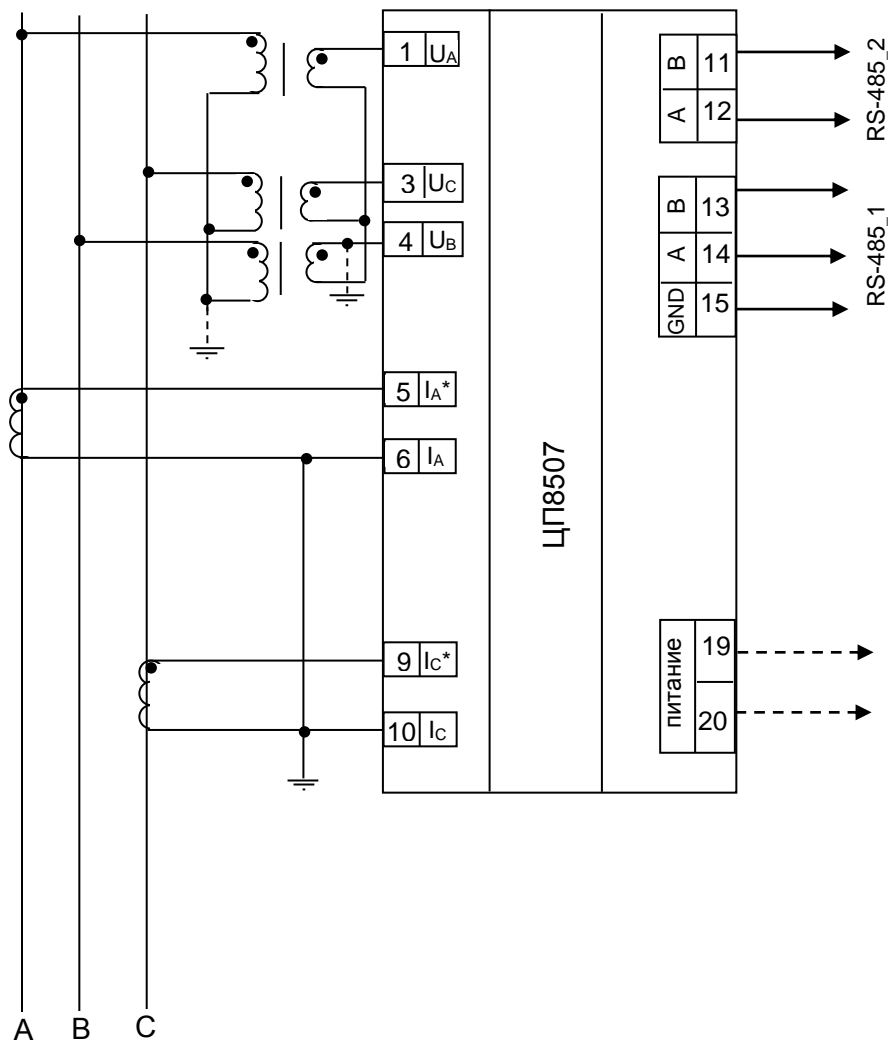 1 UA
3 UC
4 UB
5 IA*
6 IA
9 IC*
10 IC
ЦП8507
B 11
A 12
RS-485_2
B 13
A 14
GND 15
RS-485_1
питание
19
20
A B C